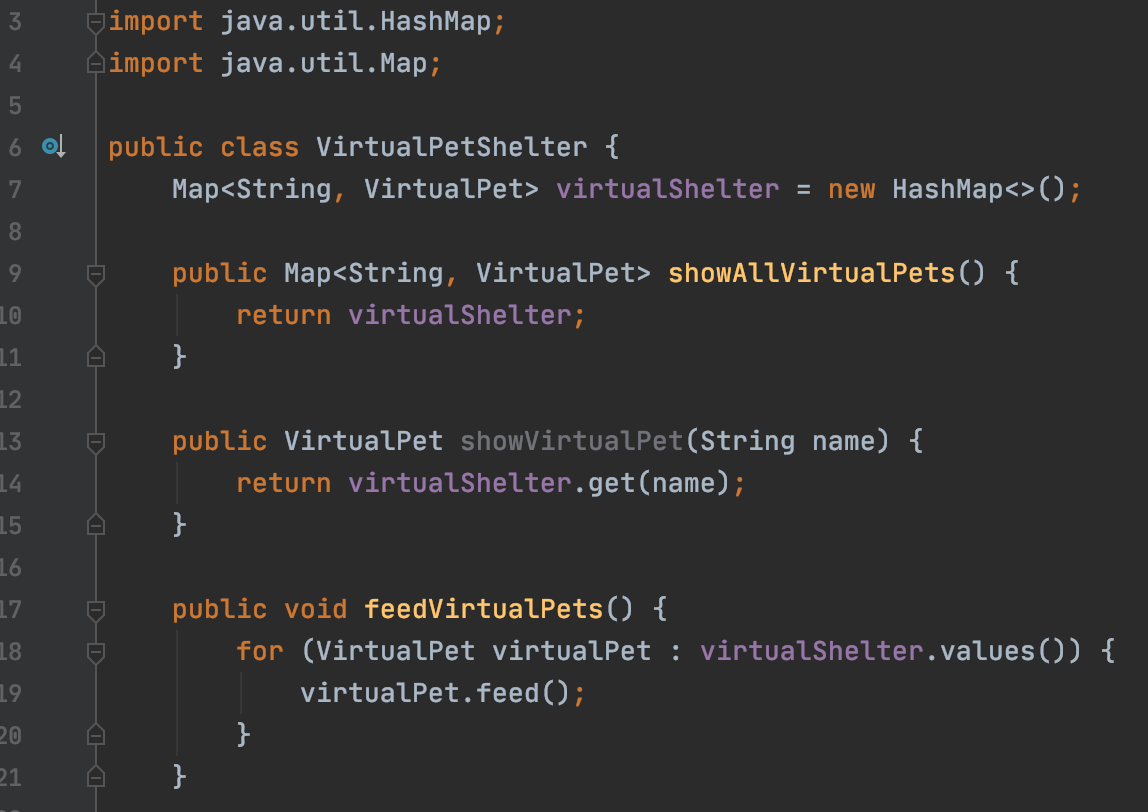 3 import java.util.HashMap;
4 import java.util.Map;
5
6 public class VirtualPetShelter {
7     Map<String, VirtualPet> virtualShelter = new HashMap<>();
8
9     public Map<String, VirtualPet> showAllVirtualPets() {
10         return virtualShelter;
11     }
12
13     public VirtualPet showVirtualPet(String name) {
14         return virtualShelter.get(name);
15     }
16
17     public void feedVirtualPets() {
18         for (VirtualPet virtualPet : virtualShelter.values()) {
19             virtualPet.feed();
20         }
21     }